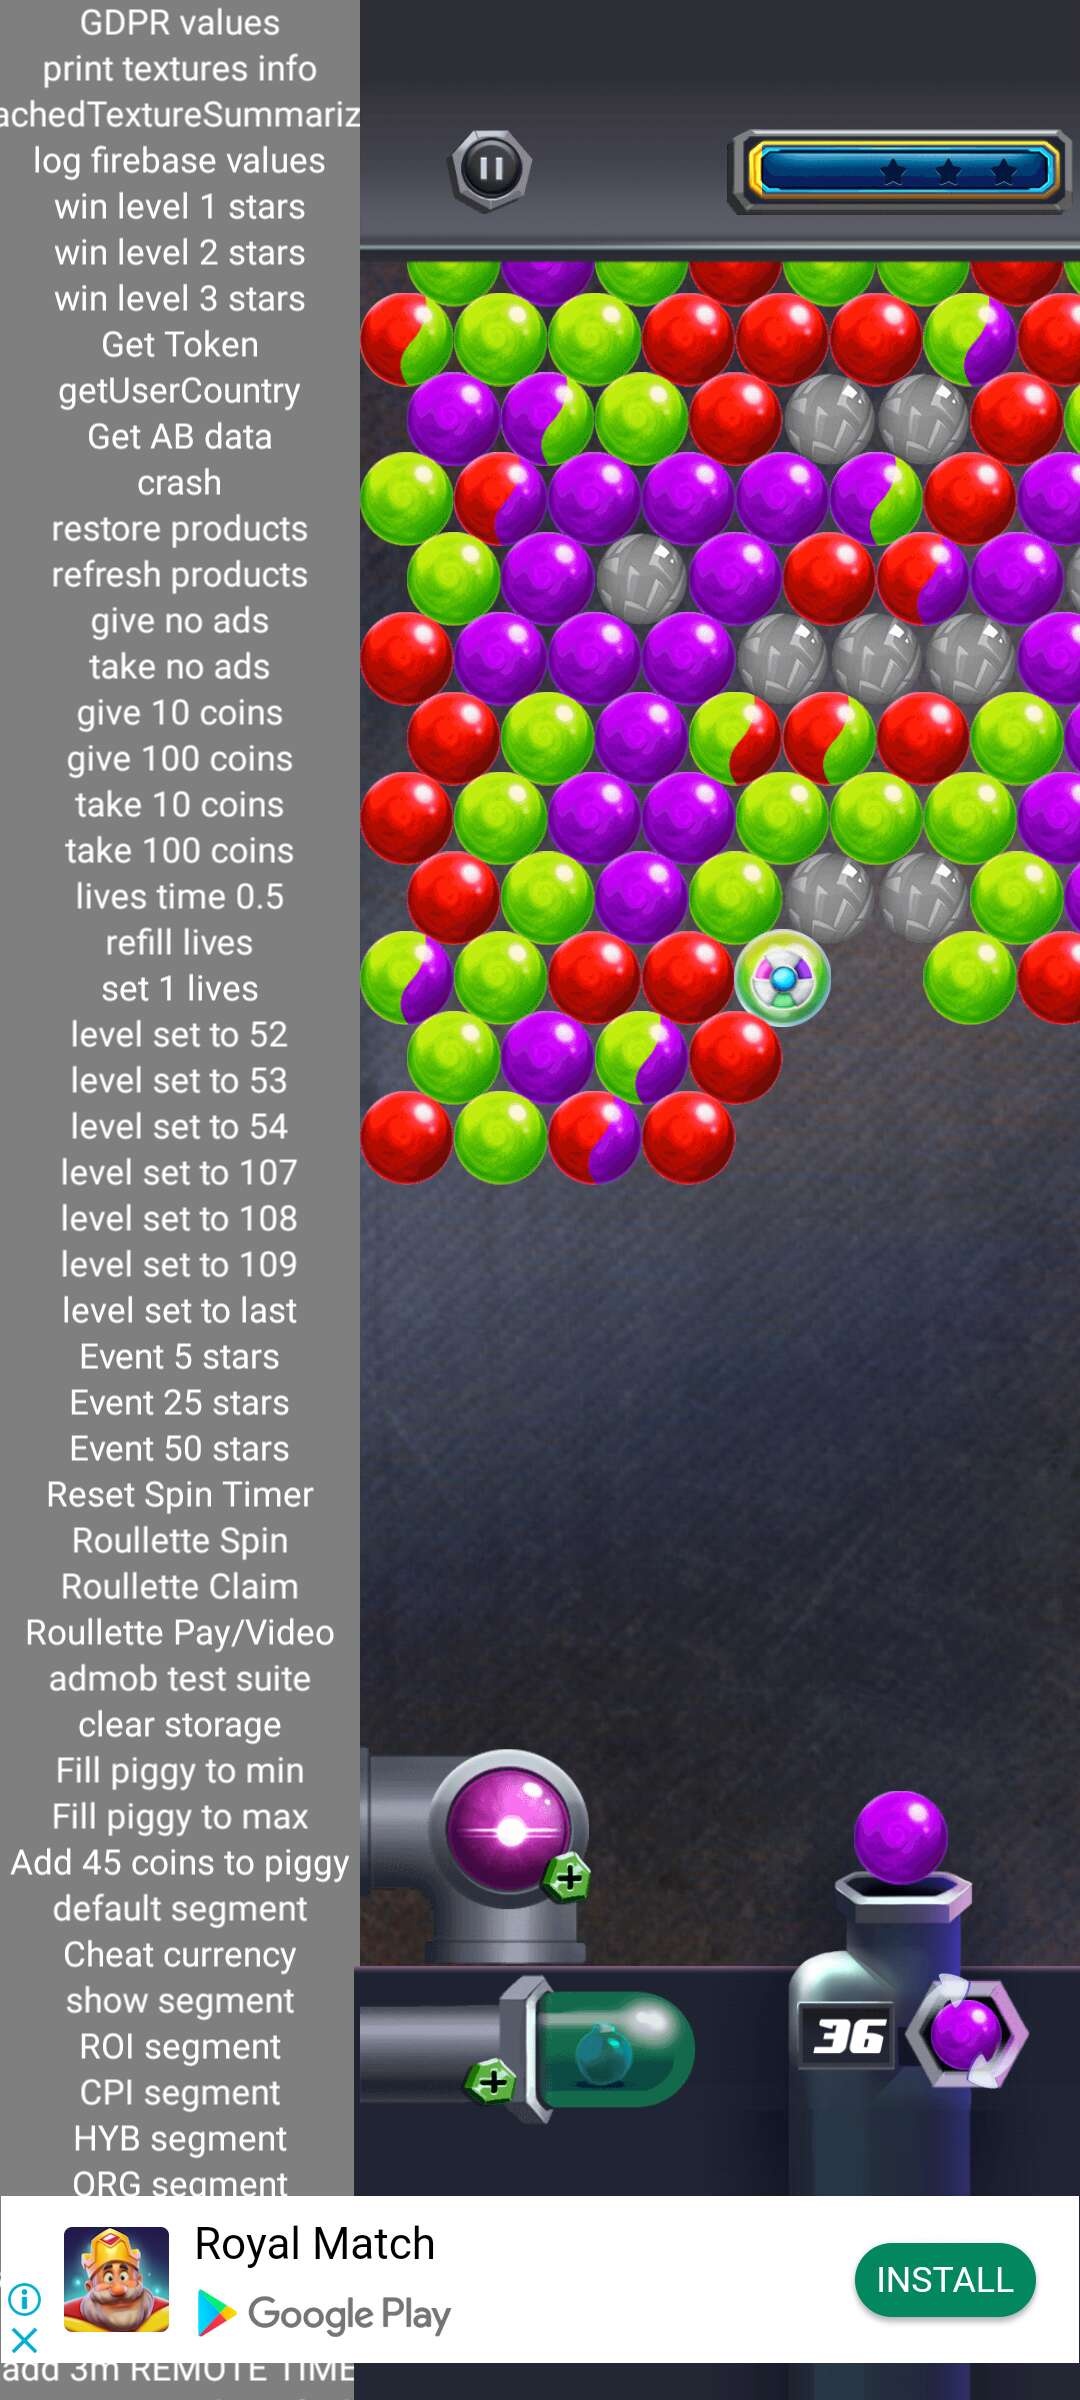 GDPR values
print textures info
achedTextureSummariz
log firebase values
win level 1 stars
win level 2 stars
win level 3 stars
Get Token
getUserCountry
Get AB data
crash
restore products
refresh products
give no ads
take no ads
give 10 coins
give 100 coins
take 10 coins
take 100 coins
lives time 0.5
refill lives
set 1 lives
level set to 52
level set to 53
level set to 54
level set to 107
level set to 108
level set to 109
level set to last
Event 5 stars
Event 25 stars
Event 50 stars
Reset Spin Timer
Roullette Spin
Roullette Claim
Roullette Pay/Video
admob test suite
clear storage
Fill piggy to min
Fill piggy to max
Add 45 coins to piggy
default segment
Cheat currency
show segment
ROI segment
CPI segment
HYB segment
ORG segment
36
Royal Match
Google Play
INSTALL
add 3m REMOTE TIME